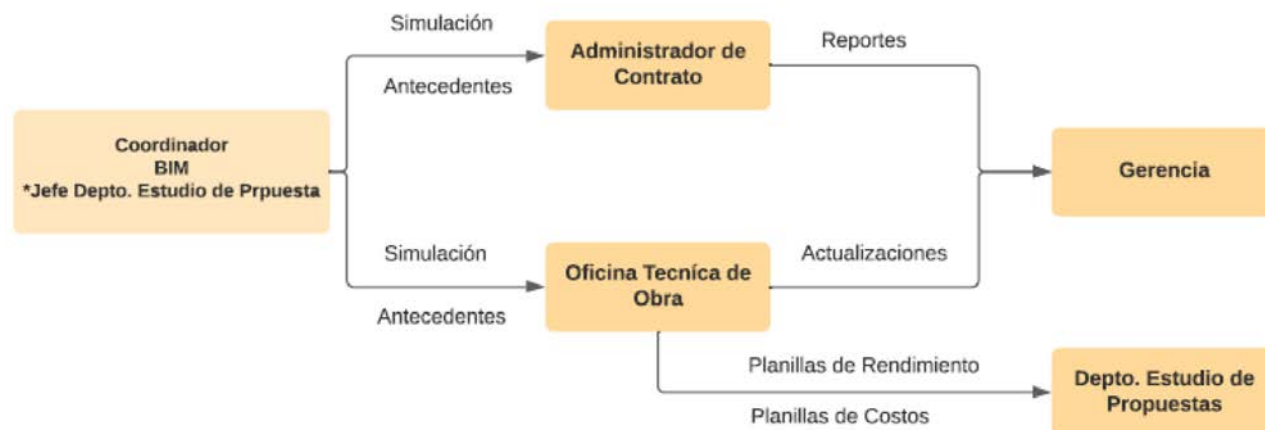 Simulación
Antecedentes
Administrador de
Contrato
Reportes
Coordinador
BIM
*Jefe Depto. Estudio de Prpuesta
Gerencia
Simulación
Antecedentes
Oficina Tecníca de
Obra
Actualizaciones
Planillas de Rendimiento
Planillas de Costos
Depto. Estudio de
Propuestas